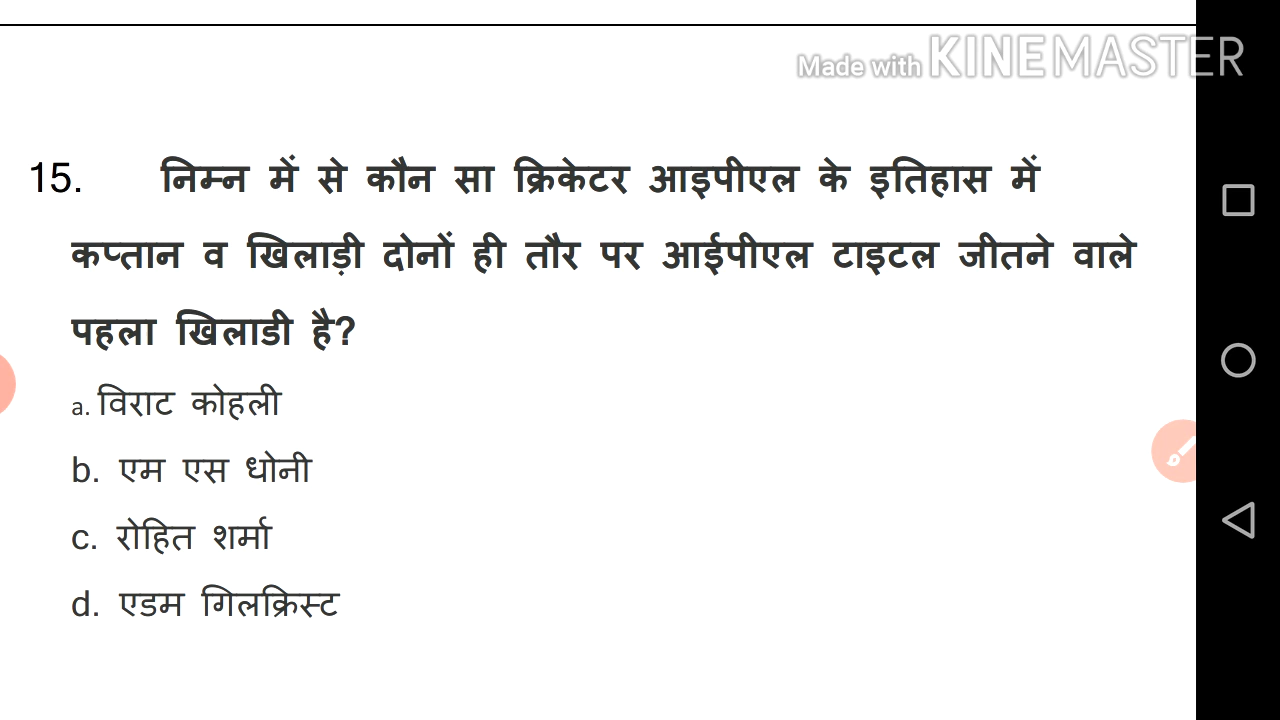 Made with KINEMASTER
15. निम्न में से कौन सा क्रिकेटर आइपीएल के इतिहास में
कप्तान व खिलाड़ी दोनों ही तौर पर आईपीएल टाइटल जीतने वाले
पहला खिलाडी है?
a. विराट कोहली
b. एम एस धोनी
c. रोहित शर्मा
d. एडम गिलक्रिस्ट